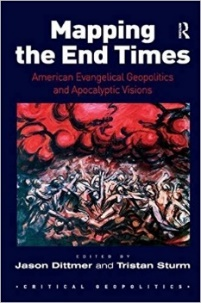 R
Mapping
the End Times
American Evangelical Geopolitics
and Apocalyptic Visions
EDITED BY
Jason Dittmer and Tristan Sturm
• CRITICAL GEOPOLITICS •